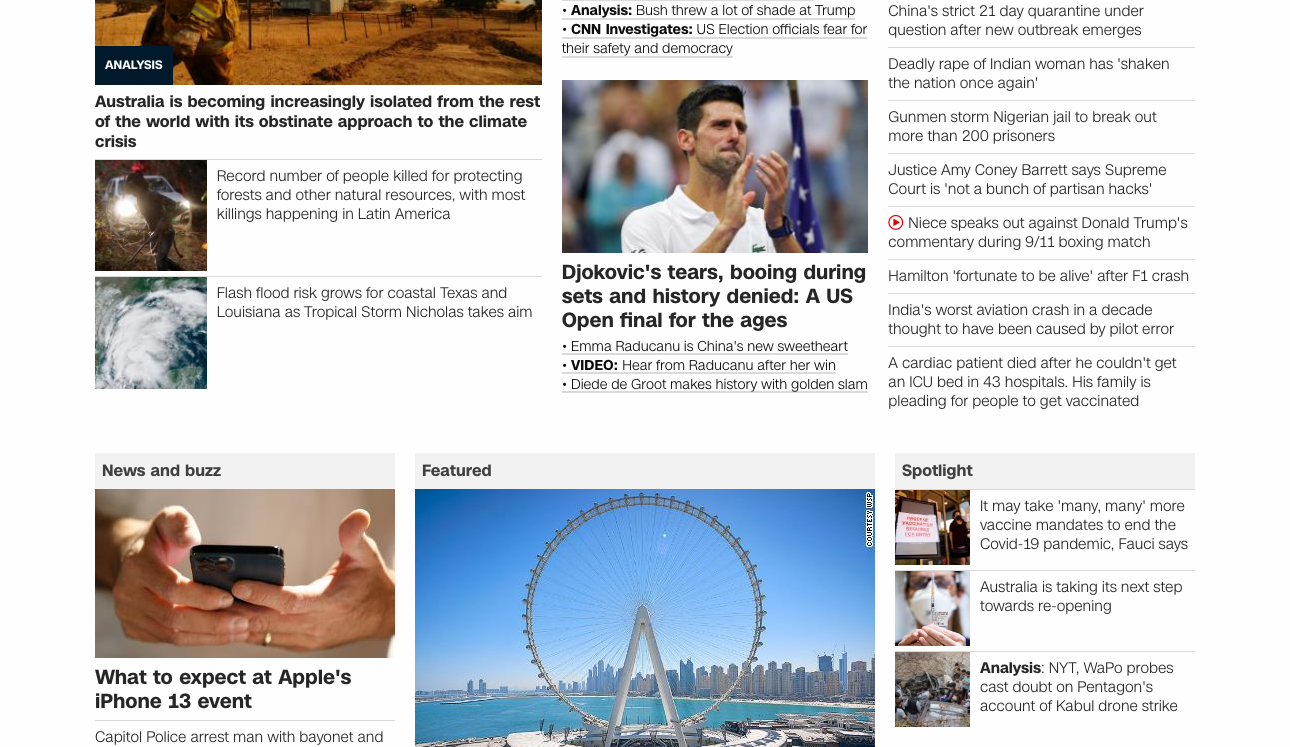 ANALYSIS
Australia is becoming increasingly isolated from the rest
of the world with its obstinate approach to the climate
crisis
Record number of people killed for protecting
forests and other natural resources, with most
killings happening in Latin America
Flash flood risk grows for coastal Texas and
Louisiana as Tropical Storm Nicholas takes aim
• Analysis: Bush threw a lot of shade at Trump
• CNN Investigates: US Election officials fear for
their safety and democracy
Djokovic's tears, booing during
sets and history denied: A US
Open final for the ages
• Emma Raducanu is China's new sweetheart
• VIDEO: Hear from Raducanu after her win
• Diede de Groot makes history with golden slam
China's strict 21 day quarantine under
question after new outbreak emerges
Deadly rape of Indian woman has 'shaken
the nation once again'
Gunmen storm Nigerian jail to break out
more than 200 prisoners
Justice Amy Coney Barrett says Supreme
Court is 'not a bunch of partisan hacks'
Niece speaks out against Donald Trump's
commentary during 9/11 boxing match
Hamilton 'fortunate to be alive' after F1 crash
India's worst aviation crash in a decade
thought to have been caused by pilot error
A cardiac patient died after he couldn't get
an ICU bed in 43 hospitals. His family is
pleading for people to get vaccinated
News and buzz
What to expect at Apple's
iPhone 13 event
Capitol Police arrest man with bayonet and
Featured
COURTESY WSP
Spotlight
It may take 'many, many' more
vaccine mandates to end the
Covid-19 pandemic, Fauci says
Australia is taking its next step
towards re-opening
Analysis: NYT, WaPo probes
cast doubt on Pentagon's
account of Kabul drone strike